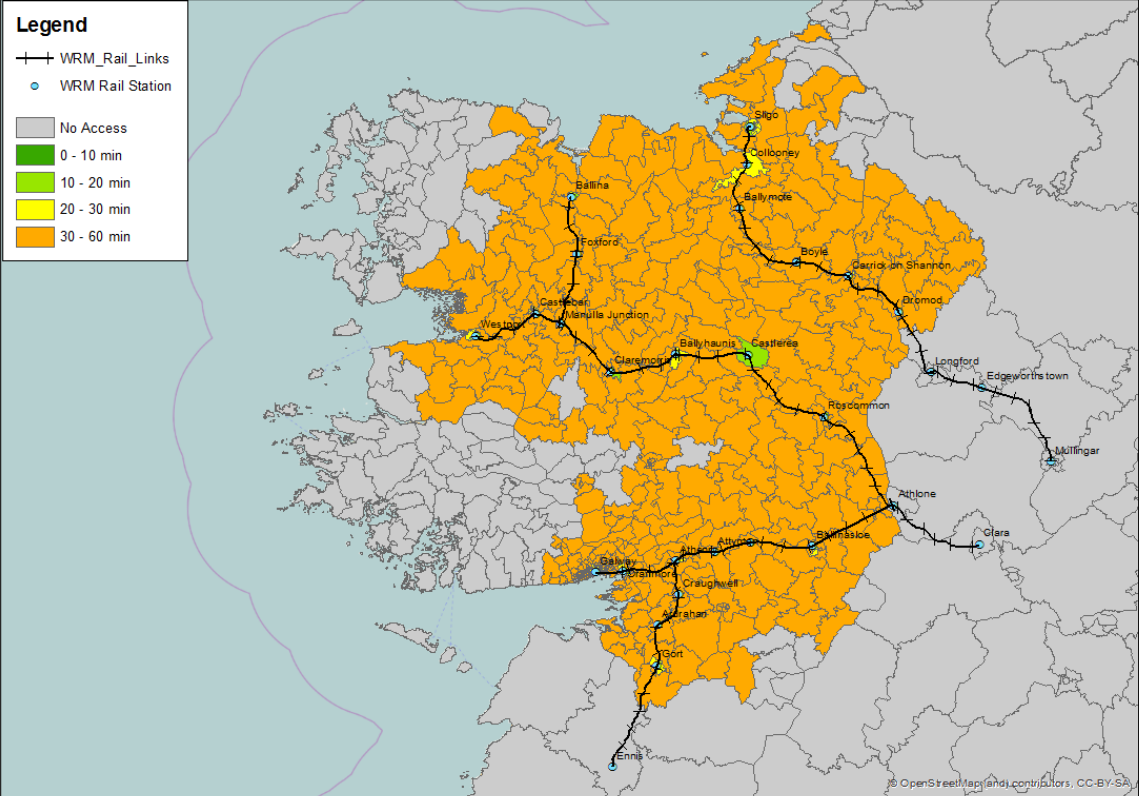 Legend
WRM_Rail_Links
WRM Rail Station
No Access
0 - 10 min
10 - 20 min
20 - 30 min
30 - 60 min
Sligo
Collooney
Ballina
Ballymote
Foxford
Boyle
Carrick on Shannon
Castlebar
Bromod
Manulla Junction
Westport
Ballyhaunis
Castlerea
Claremorris
Longford
Edgeworthstown
Roscommon
Mullingar
Athlone
Clara
Attymon
Ballinasloe
Athenry
Galway
Oranmore
Craughwell
Ardrahan
Gort
Ennis
© OpenStreetMap (and) contributors, CC-BY-SA